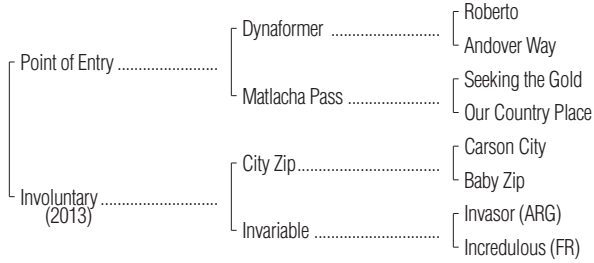 Roberto
Dynaformer ........................
Andover Way
Point of Entry ......................
Seeking the Gold
Matlacha Pass ....................
Our Country Place
Carson City
City Zip...............................
Baby Zip
Involuntary ..........................
(2013)
Invasor (ARG)
Invariable ...........................
Incredulous (FR)